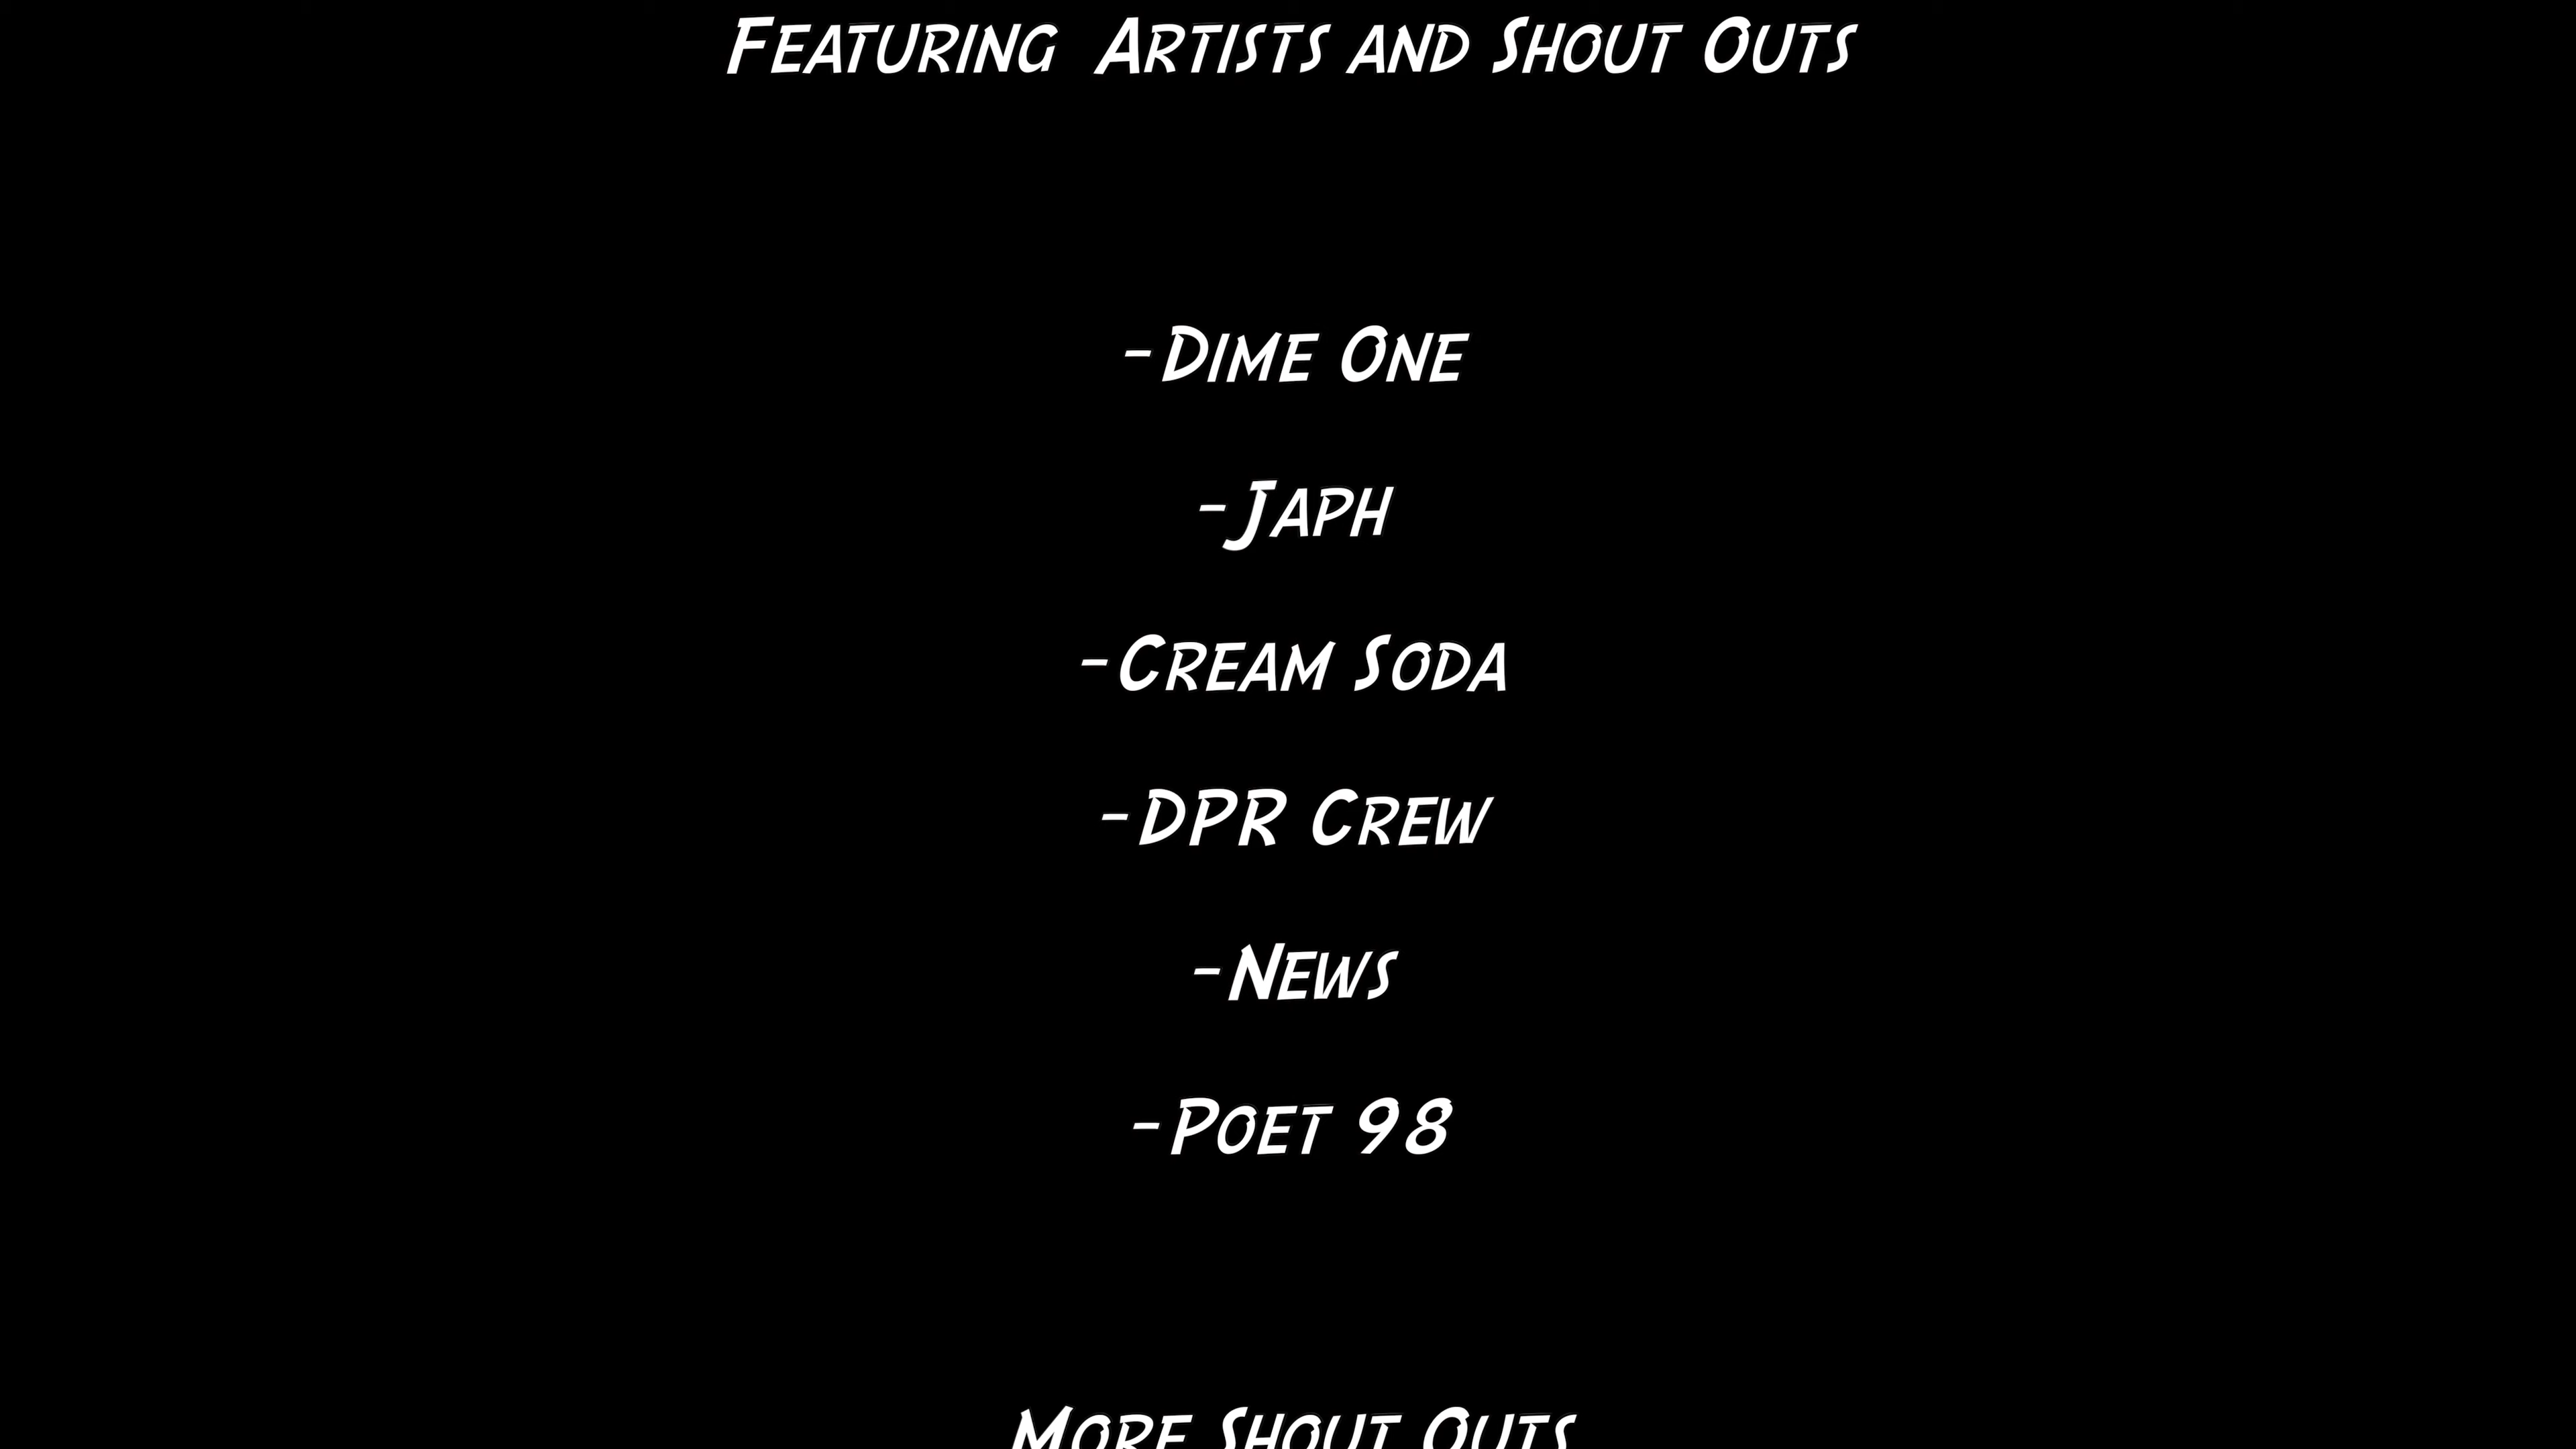 Featuring Artists and Shout Outs
-Dime One
-Japh
-Cream Soda
-DPR Crew
-News
-Poet 98
More Shout Outs